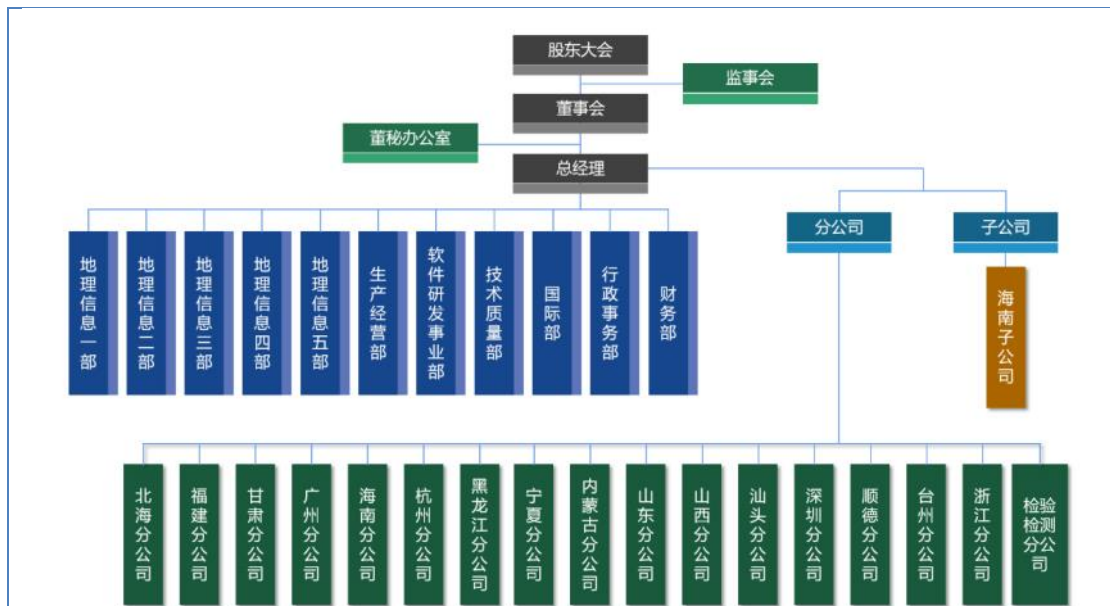 股东大会
监事会
董事会
董秘办公室
总经理
分公司
子公司
地理信息一部
地理信息二部
地理信息三部
地理信息四部
地理信息五部
生产经营部
软件研发事业部
技术质量部
国际部
行政事务部
财务部
海南子公司
北海分公司
福建分公司
甘肃分公司
广州分公司
海南分公司
杭州分公司
黑龙江分公司
宁夏分公司
内蒙古分公司
山东分公司
山西分公司
汕头分公司
深圳分公司
顺德分公司
台州分公司
浙江分公司
检验检测分公司